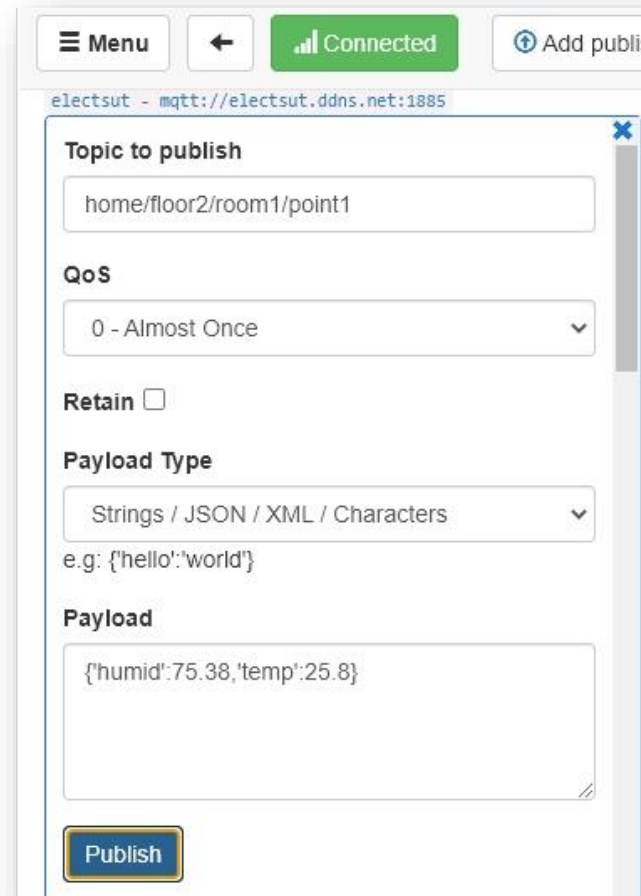 Menu
Connected
Add publi
electsut - mqtt://electsut.ddns.net:1885
Topic to publish
home/floor2/room1/point1
QoS
0 - Almost Once
Retain
Payload Type
Strings / JSON / XML / Characters
e.g: {'hello':'world'}
Payload
{'humid':75.38,'temp':25.8}
Publish